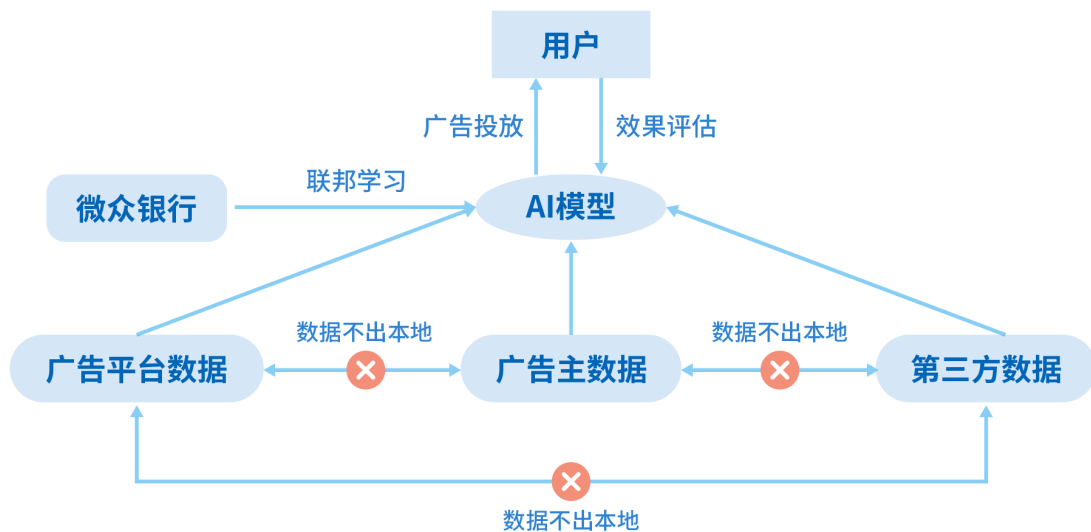 用户
广告投放
效果评估
联邦学习
微众银行
AI模型
数据不出本地
数据不出本地
广告平台数据
广告主数据
第三方数据
数据不出本地